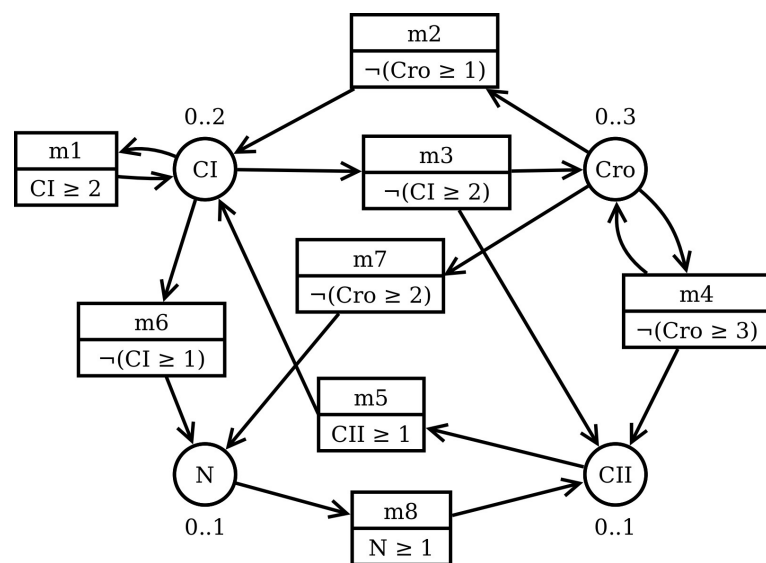 m2
¬(Cro ≥ 1)
0..2
0..3
m1
CI ≥ 2
CI
m3
¬(CI ≥ 2)
Cro
m7
¬(Cro ≥ 2)
m4
¬(Cro ≥ 3)
m6
¬(CI ≥ 1)
m5
CII ≥ 1
N
CII
m8
N ≥ 1
0..1
0..1